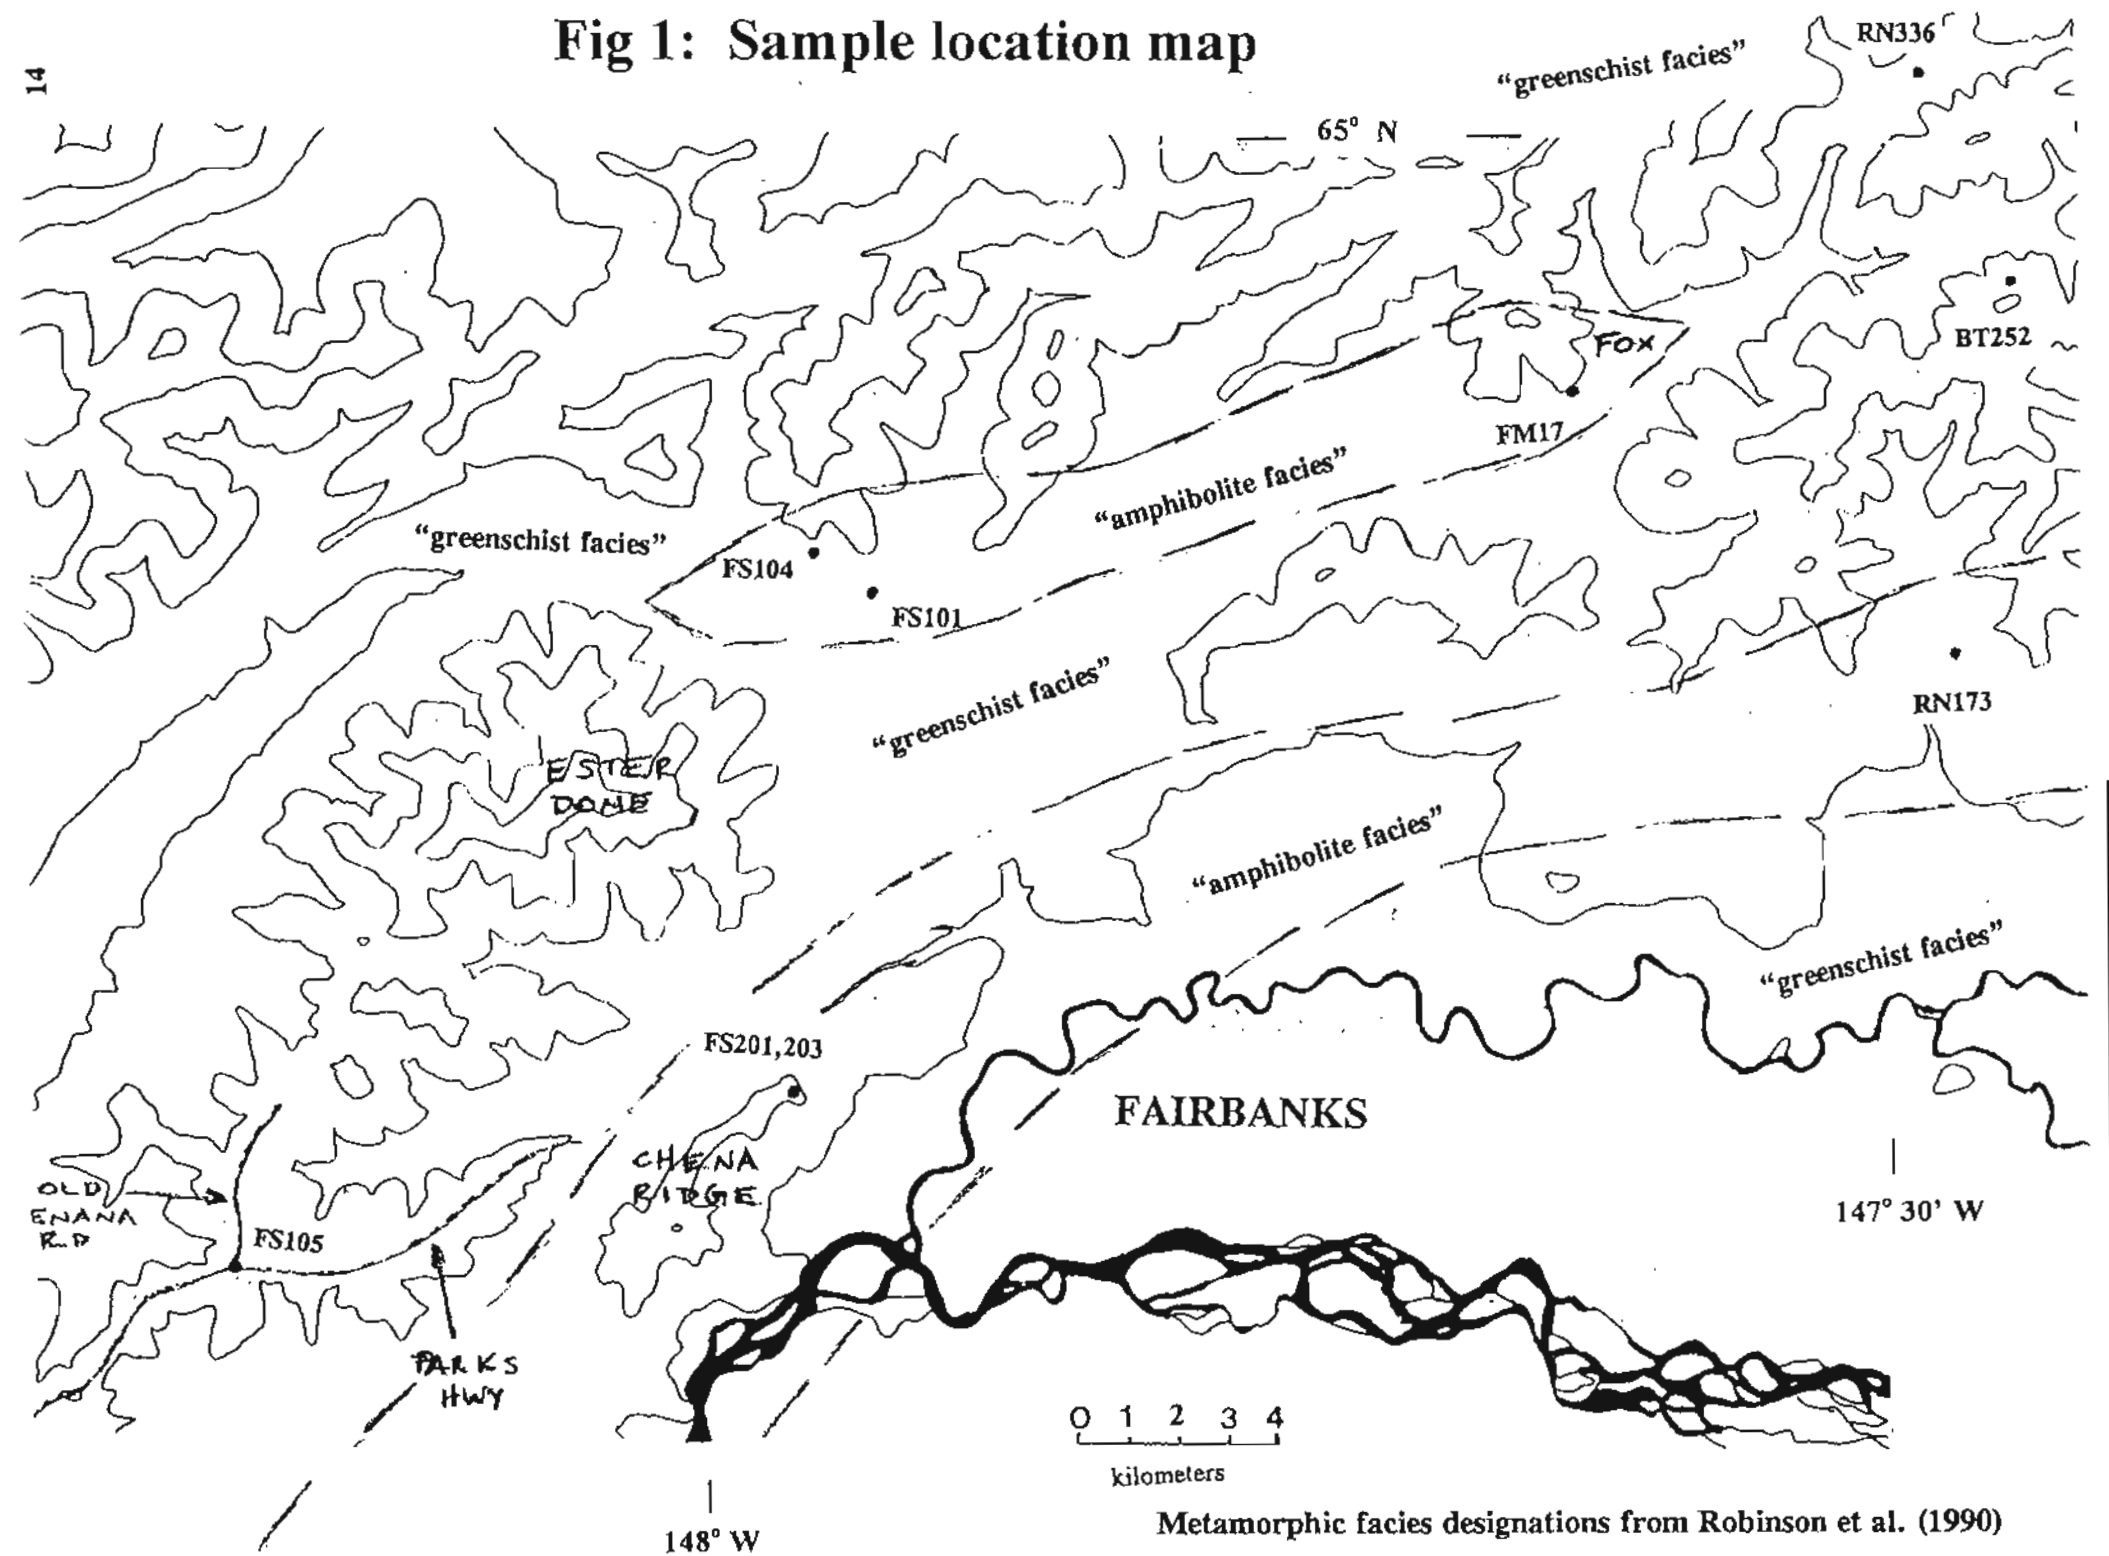 Fig 1: Sample location map
14
RN336
"greenschist facies"
65° N
FOX
BT252
FM17
"amphibolite facies"
"greenschist facies"
FS104
FS101
"greenschist facies"
RN173
ESTER
DOME
"amphibolite facies"
"greenschist facies"
FS201,203
FAIRBANKS
CHENA
RIDGE
147° 30' W
OLD
ENANA
RD
FS105
PARKS
HWY
0 1 2 3 4
kilometers
148° W
Metamorphic facies designations from Robinson et al. (1990)